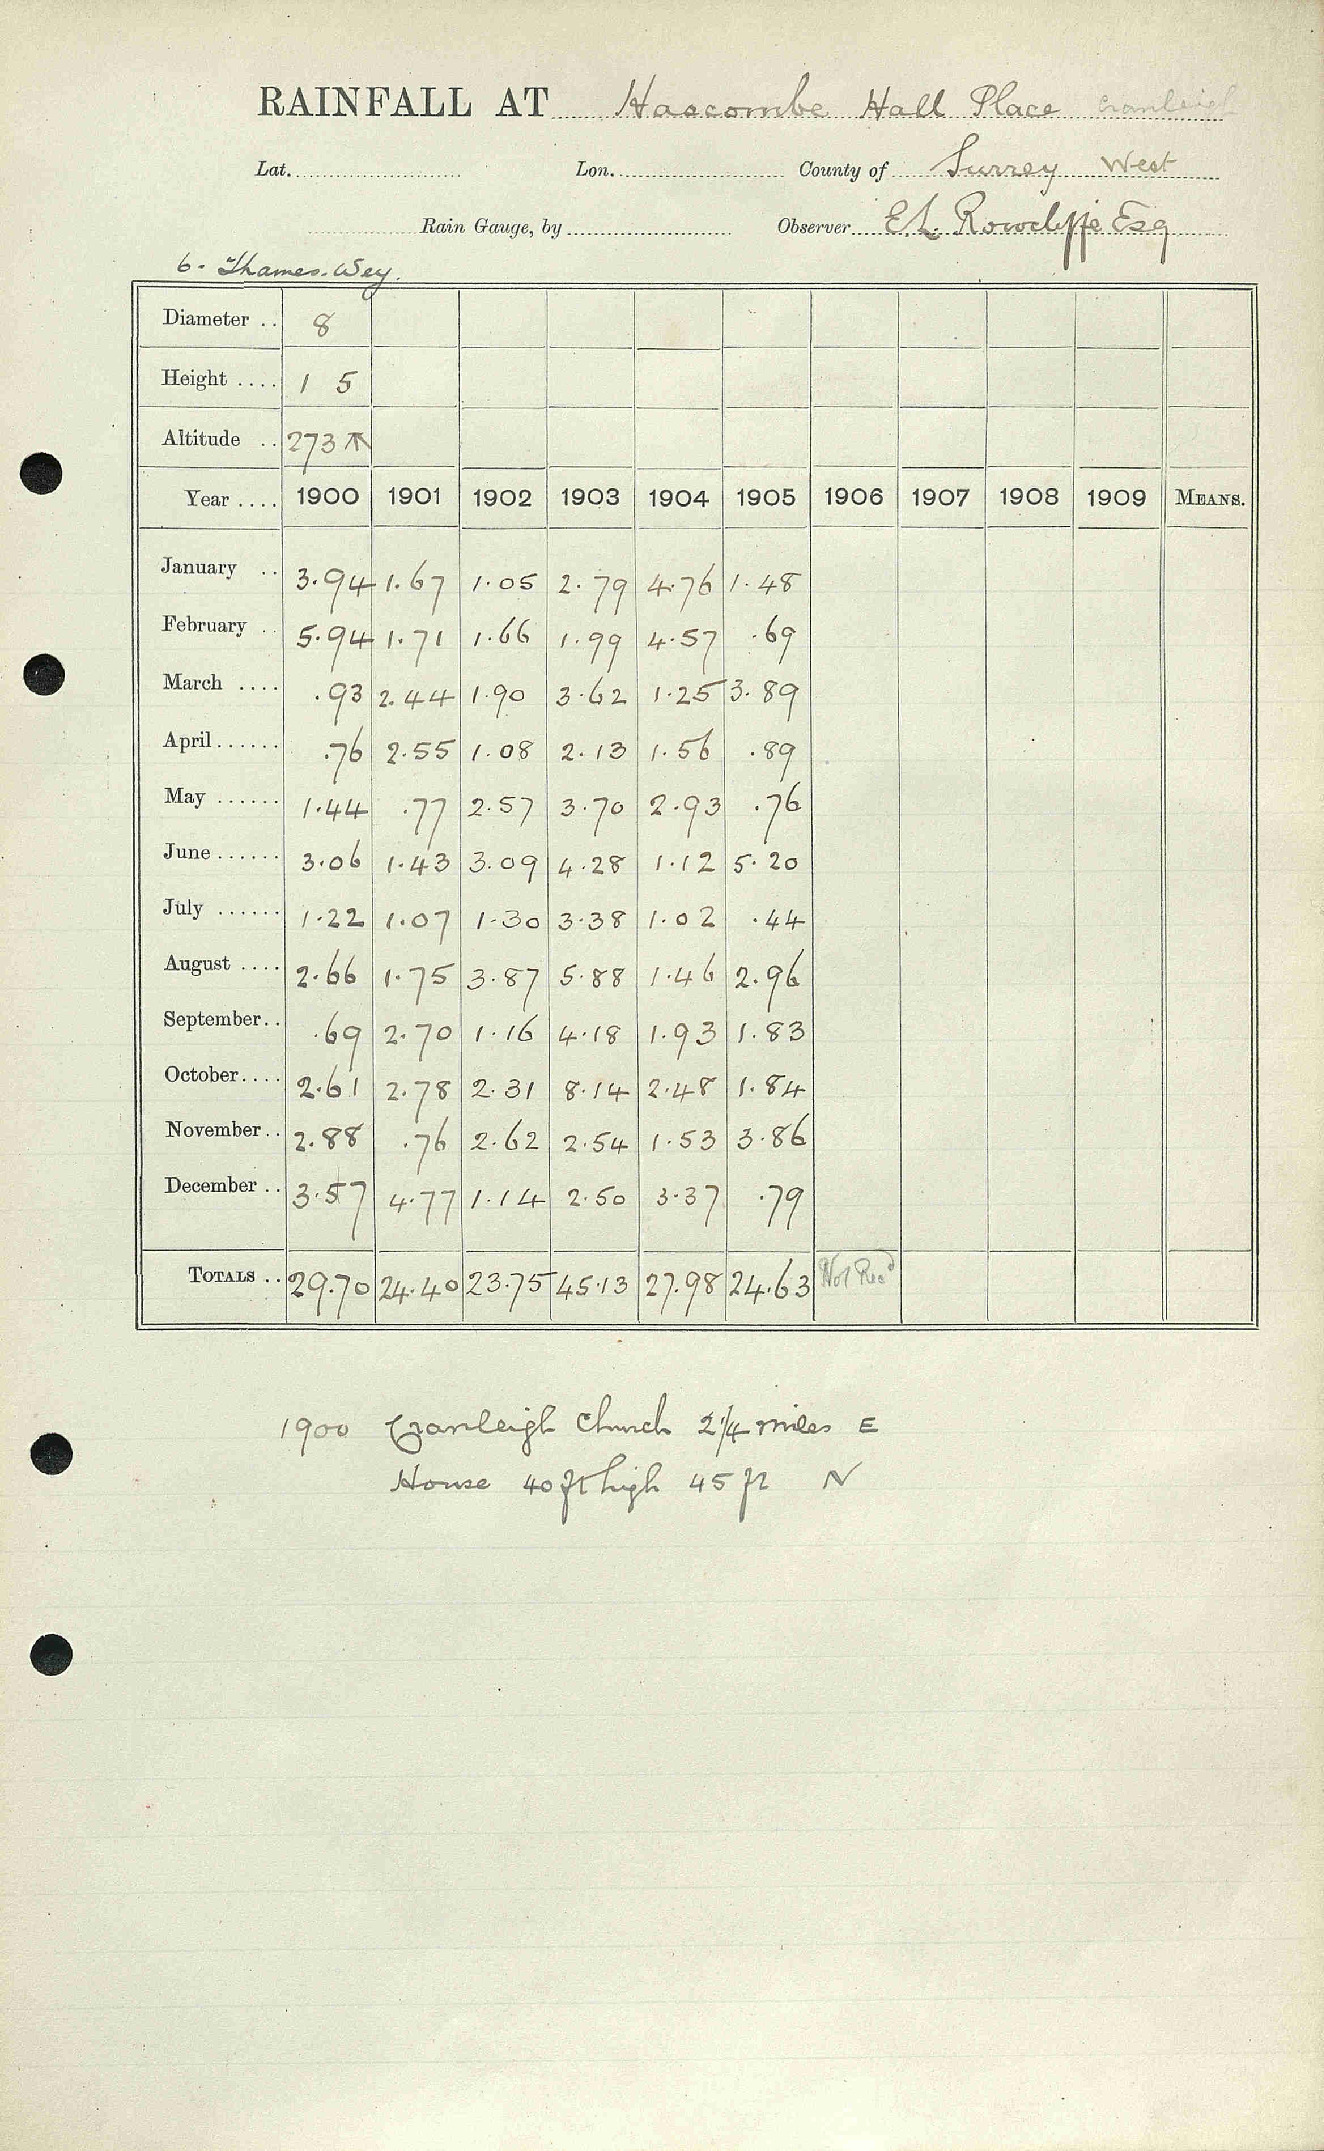 RAINFALL AT Hascombe Hall Place Cranleigh
Lat. Lon. County of Surrey West
Rain Gauge, by Observer E.L. Rowcliffe Esq
6. Thames. Wey.
Diameter .. 8
Height .... 1 5
Altitude .. 273
Year .... 1900 1901 1902 1903 1904 1905 1906 1907 1908 1909 MEANS.
January .. 3.94 1.67 1.05 2.79 4.76 1.48
February .. 5.94 1.71 1.66 1.99 4.57 .69
March .... .93 2.44 1.90 3.62 1.25 3.89
April...... .76 2.55 1.08 2.13 1.56 .89
May ...... 1.44 .77 2.57 3.70 2.93 .76
June...... 3.06 1.43 3.09 4.28 1.12 5.20
July ...... 1.22 1.07 1.30 3.38 1.02 .44
August .... 2.66 1.75 3.87 5.88 1.46 2.96
September.. .69 2.70 1.16 4.18 1.93 1.83
October.... 2.61 2.78 2.31 8.14 2.48 1.84
November.. 2.88 .76 2.62 2.54 1.53 3.86
December .. 3.57 4.77 1.14 2.50 3.37 .79
TOTALS .. 29.70 24.40 23.75 45.13 27.98 24.63 Not Recd
1900 Cranleigh Church 2 1/4 miles E
House 40 ft high 45 ft N